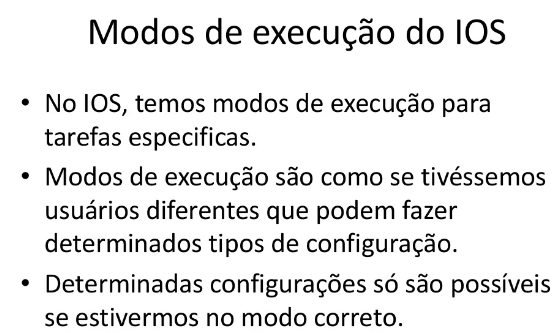 Modos de execução do IOS
• No IOS, temos modos de execução para
tarefas especificas.
• Modos de execução são como se tivéssemos
usuários diferentes que podem fazer
determinados tipos de configuração.
• Determinadas configurações só são possíveis
se estivermos no modo correto.